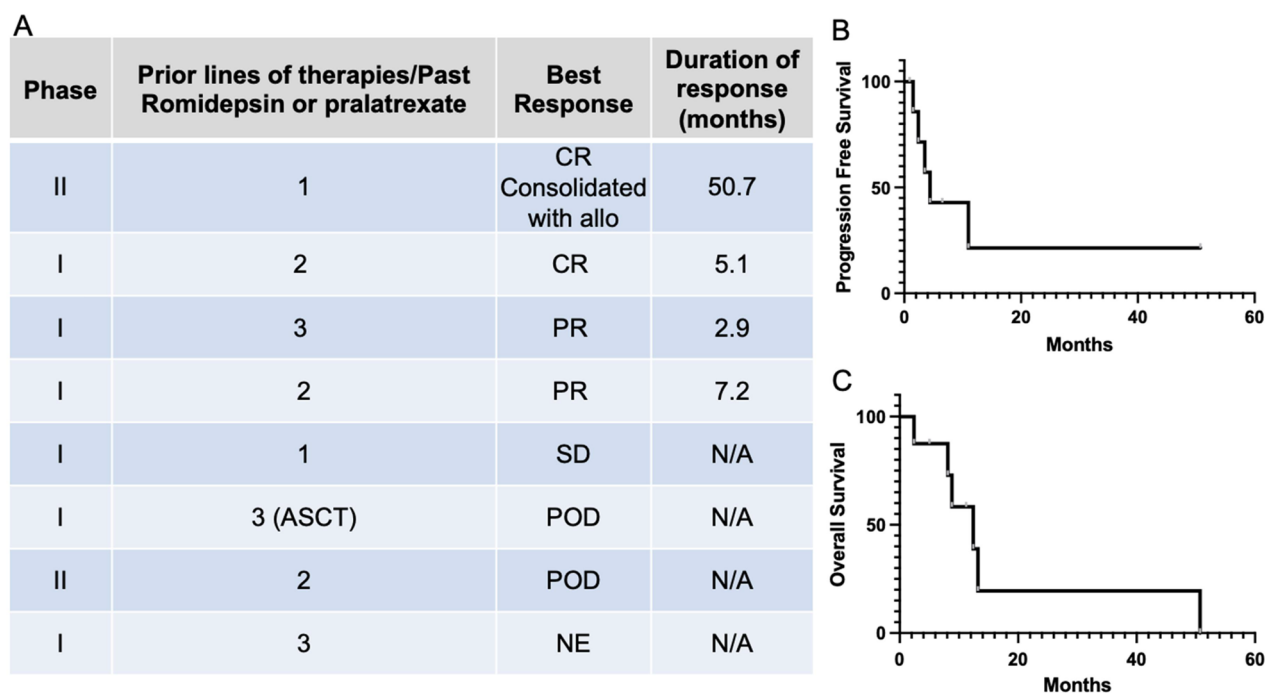 A
Phase
Prior lines of therapies/Past
Romidepsin or pralatrexate
Best
Response
Duration of
response
(months)
II
1
CR
Consolidated
with allo
50.7
I
2
CR
5.1
I
3
PR
2.9
I
2
PR
7.2
I
1
SD
N/A
I
3 (ASCT)
POD
N/A
II
2
POD
N/A
I
3
NE
N/A
B
Progression Free Survival
100
50
0
0 20 40 60
Months
C
Overall Survival
100
50
0
0 20 40 60
Months